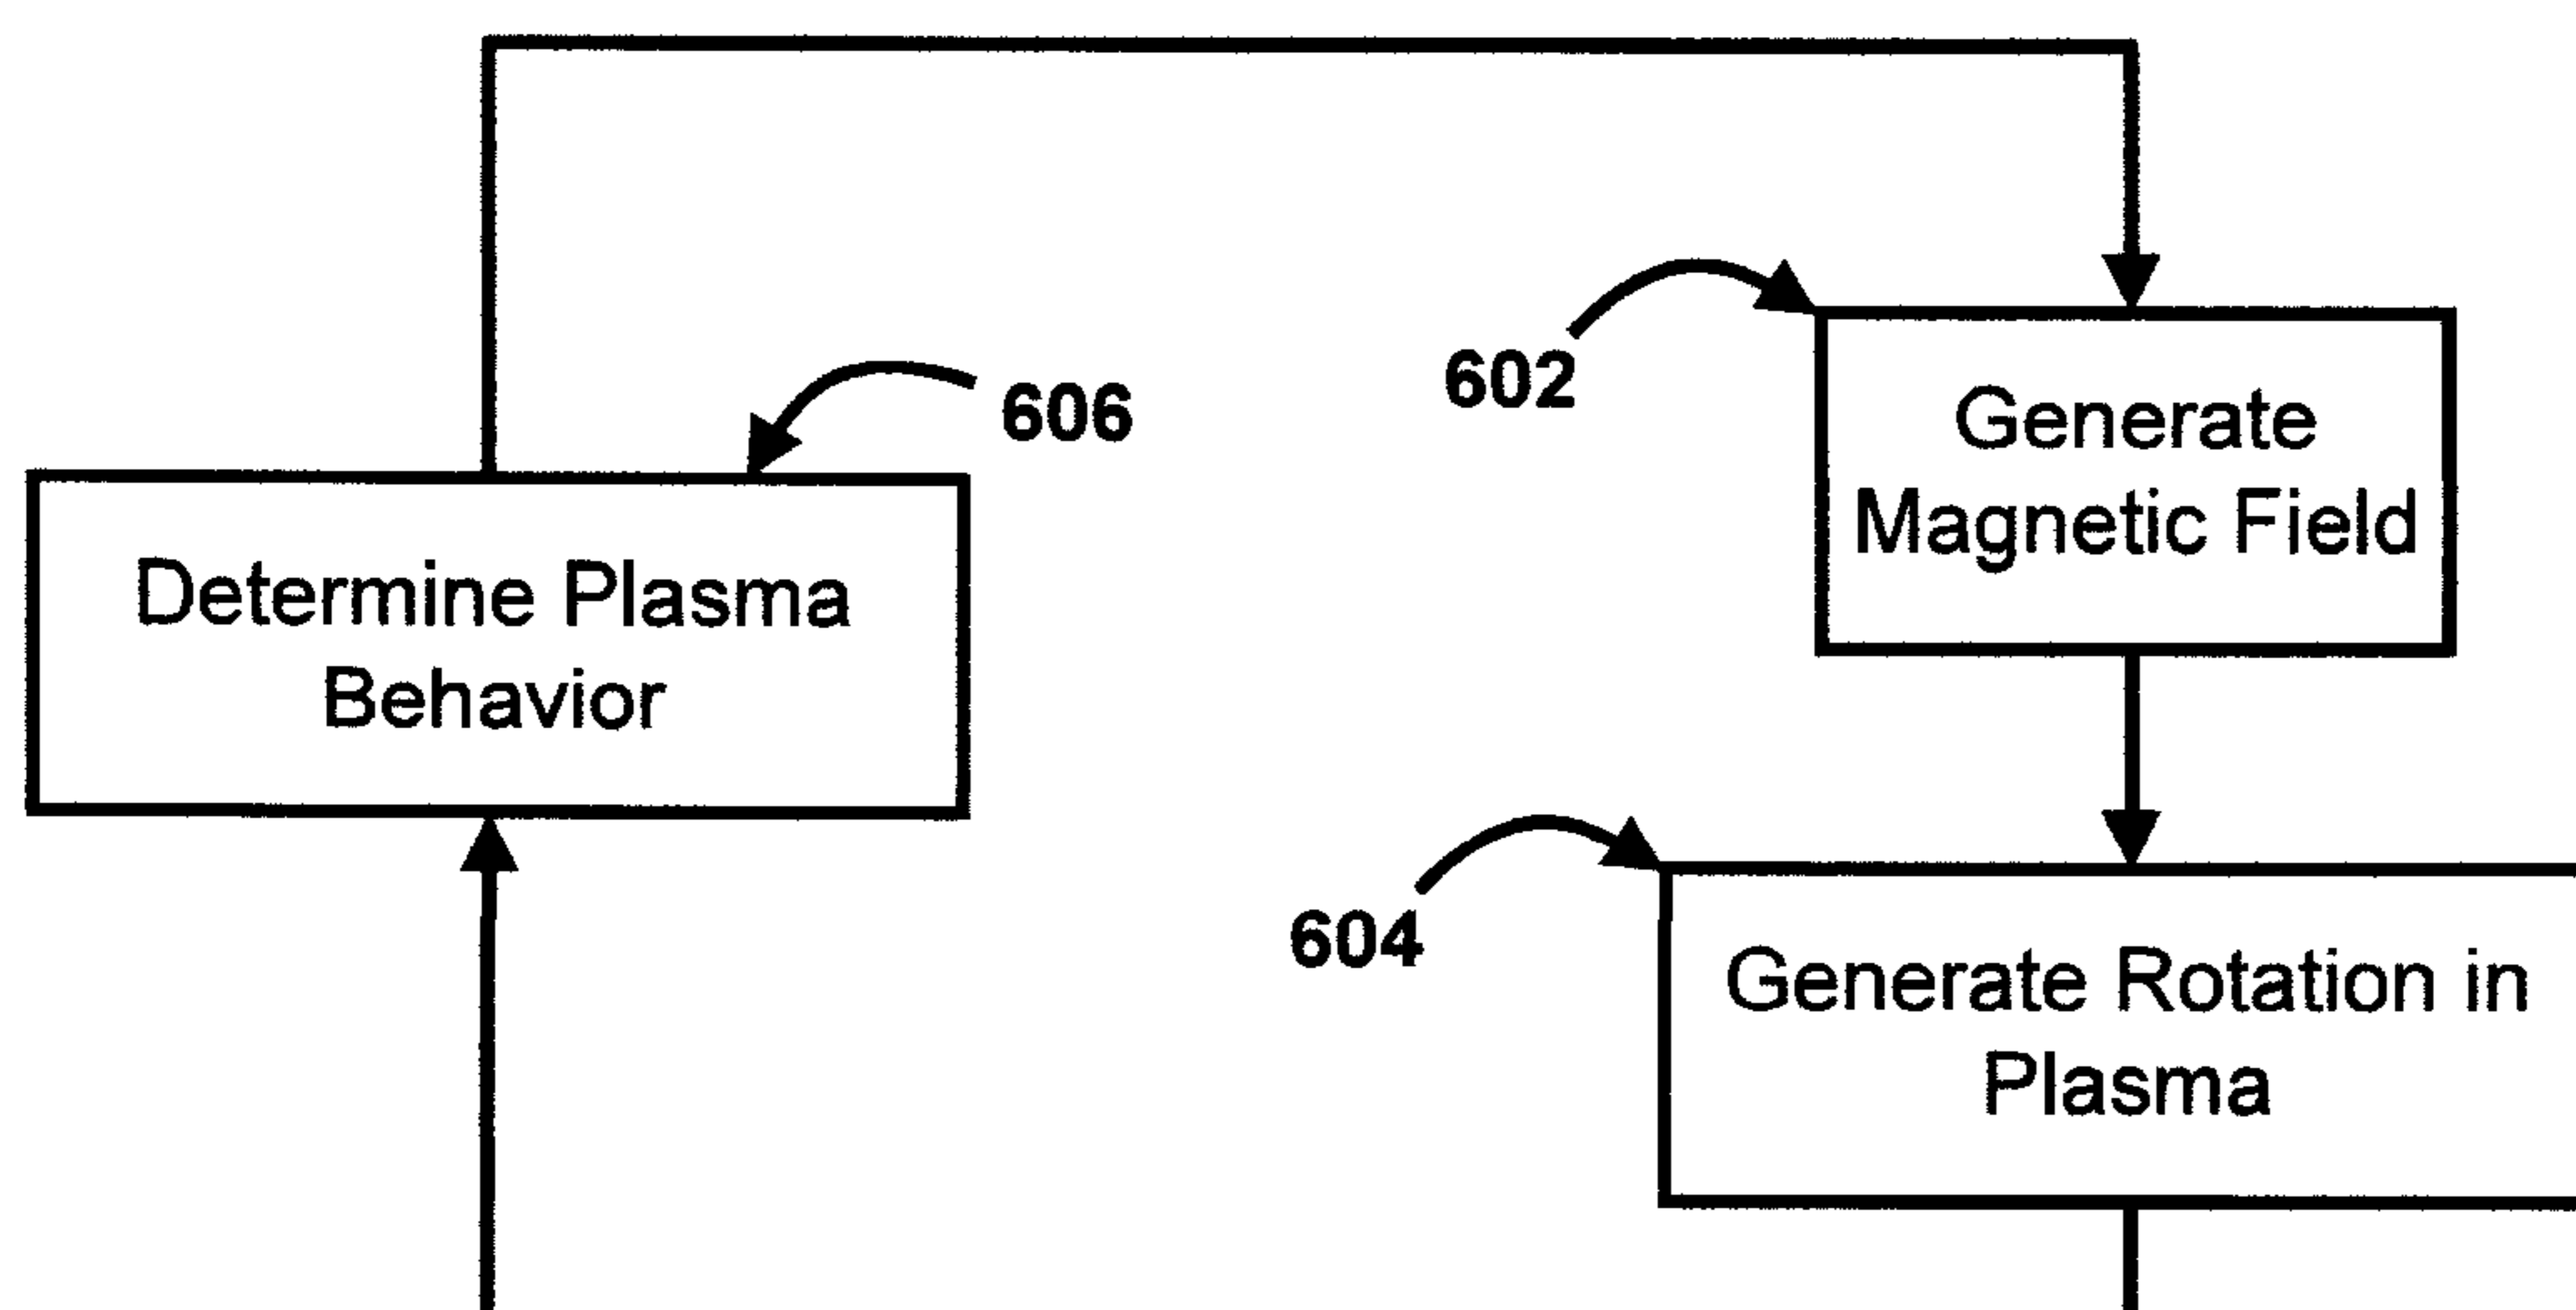 602
Generate
Magnetic Field
606
Determine Plasma
Behavior
604
Generate Rotation in
Plasma